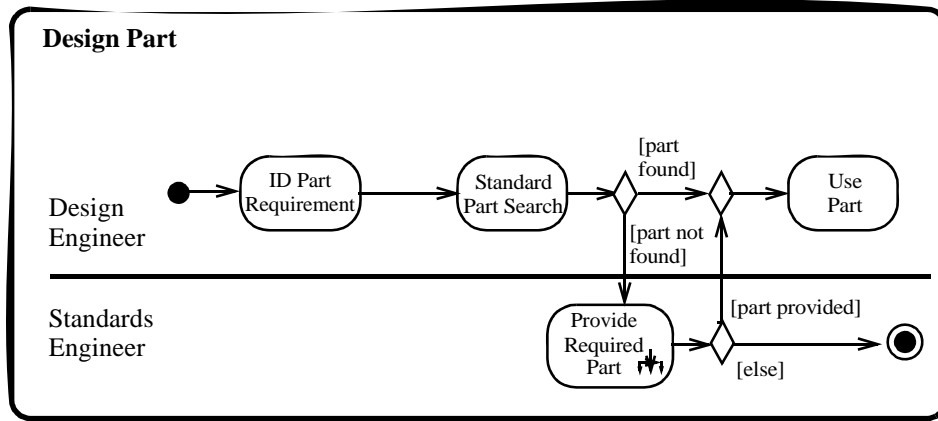 Design Part
[part
found]
ID Part
Requirement
Standard
Part Search
Use
Part
Design
Engineer
[part not
found]
Standards
Engineer
Provide
Required
Part
[part provided]
[else]